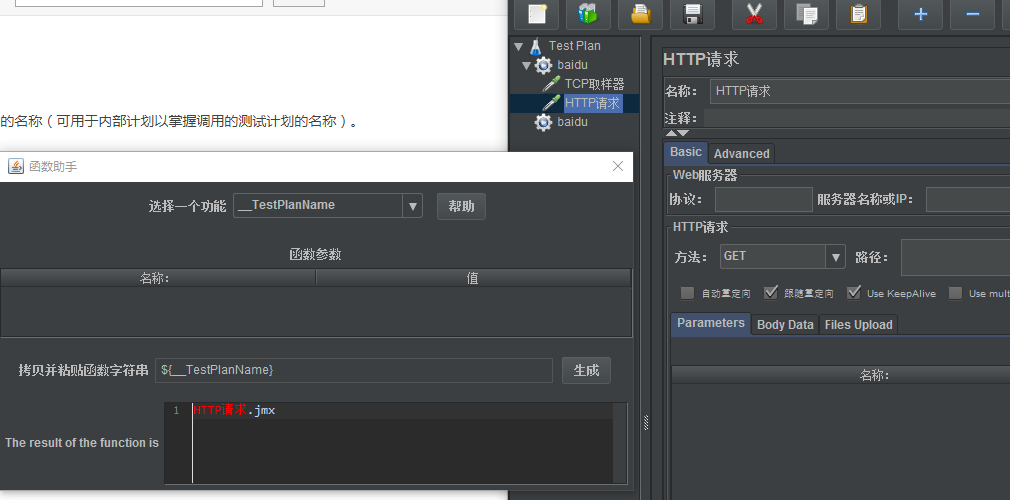 的名称（可用于内部计划以掌握调用的测试计划的名称）。
函数助手
选择一个功能 __TestPlanName 帮助
函数参数
名称: 值
拷贝并粘贴函数字符串 ${__TestPlanName} 生成
1 HTTP请求.jmx
The result of the function is
Test Plan
baidu
TCP取样器
HTTP请求
baidu
HTTP请求
名称: HTTP请求
注释:
Basic Advanced
Web服务器
协议: 服务器名称或IP:
HTTP请求
方法: GET 路径:
自动重定向 跟随重定向 Use KeepAlive Use mult
Parameters Body Data Files Upload
名称: